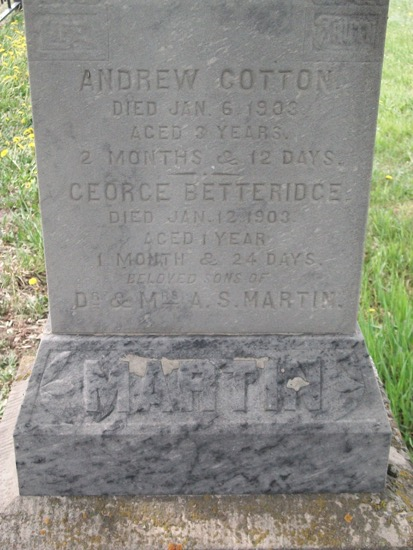 ANDREW COTTON.
DIED JAN. 6, 1903
AGED 3 YEARS.
2 MONTHS & 12 DAYS.
GEORGE BETTERIDGE
DIED JAN. 12 1903
AGED 1 YEAR
1 MONTH & 24 DAYS.
BELOVED SONS OF
DR & MRS A. S. MARTIN.
MARTIN